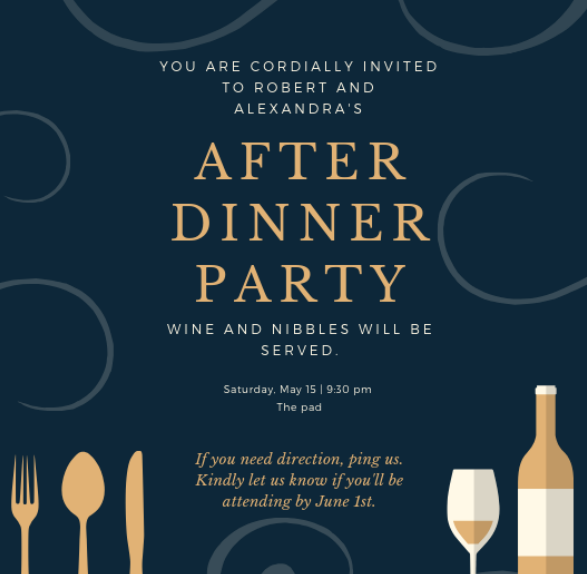 YOU ARE CORDIALLY INVITED
TO ROBERT AND
ALEXANDRA'S
AFTER
DINNER
PARTY
WINE AND NIBBLES WILL BE
SERVED.
Saturday, May 15 | 9:30 pm
The pad
If you need direction, ping us.
Kindly let us know if you'll be
attending by June 1st.